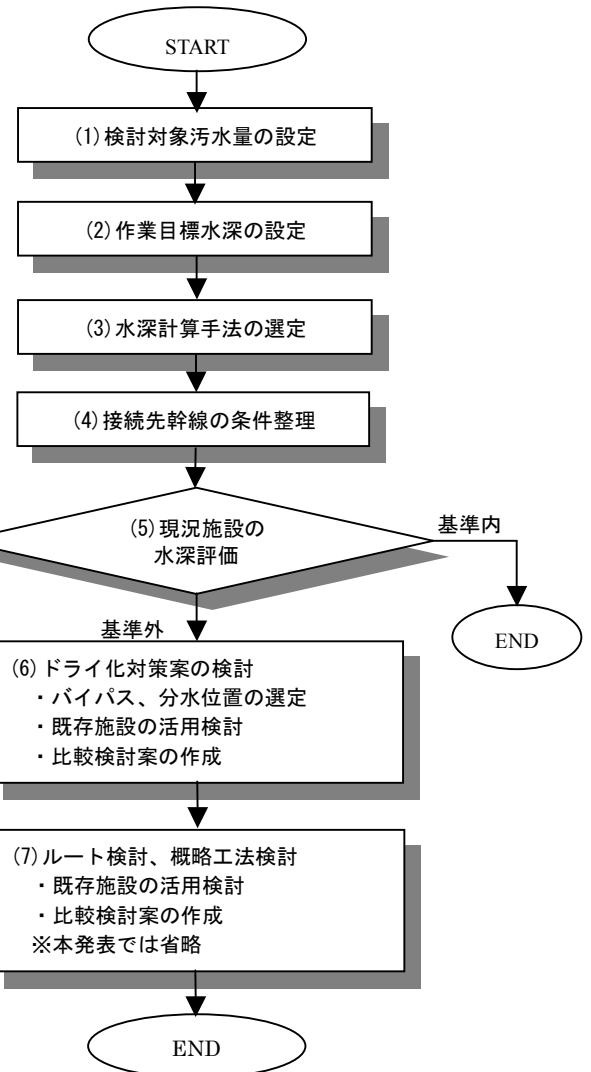 START
(1)検討対象汚水量の設定
(2)作業目標水深の設定
(3)水深計算手法の選定
(4)接続先幹線の条件整理
(5)現況施設の
水深評価
基準内
END
基準外
(6)ドライ化対策案の検討
・バイパス、分水位置の選定
・既存施設の活用検討
・比較検討案の作成
(7)ルート検討、概略工法検討
・既存施設の活用検討
・比較検討案の作成
※本発表では省略
END